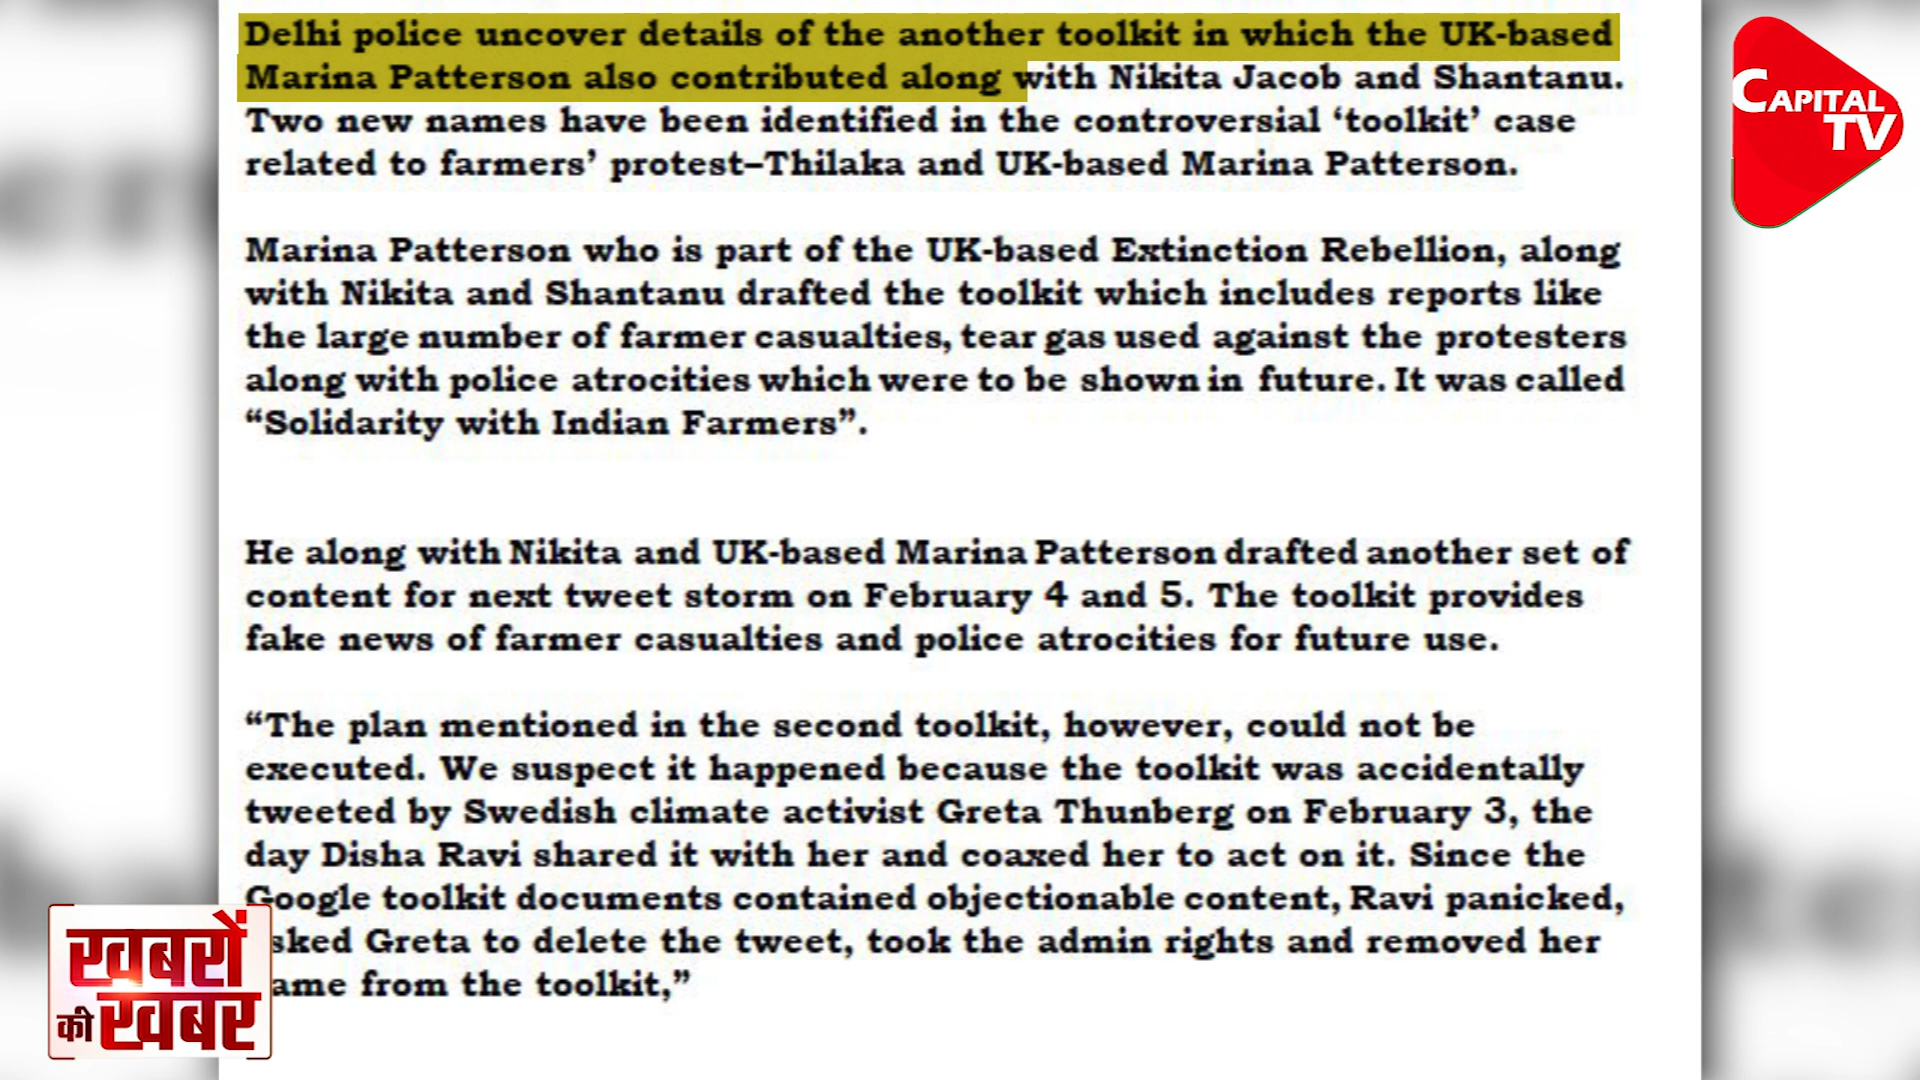 Delhi police uncover details of the another toolkit in which the UK-based
Marina Patterson also contributed along with Nikita Jacob and Shantanu.
Two new names have been identified in the controversial ‘toolkit’ case
related to farmers’ protest–Thilaka and UK-based Marina Patterson.
Marina Patterson who is part of the UK-based Extinction Rebellion, along
with Nikita and Shantanu drafted the toolkit which includes reports like
the large number of farmer casualties, tear gas used against the protesters
along with police atrocities which were to be shown in future. It was called
“Solidarity with Indian Farmers”.
He along with Nikita and UK-based Marina Patterson drafted another set of
content for next tweet storm on February 4 and 5. The toolkit provides
fake news of farmer casualties and police atrocities for future use.
“The plan mentioned in the second toolkit, however, could not be
executed. We suspect it happened because the toolkit was accidentally
tweeted by Swedish climate activist Greta Thunberg on February 3, the
day Disha Ravi shared it with her and coaxed her to act on it. Since the
Google toolkit documents contained objectionable content, Ravi panicked,
sked Greta to delete the tweet, took the admin rights and removed her
ame from the toolkit,”
CAPITAL
TV
खबरों
की खबर